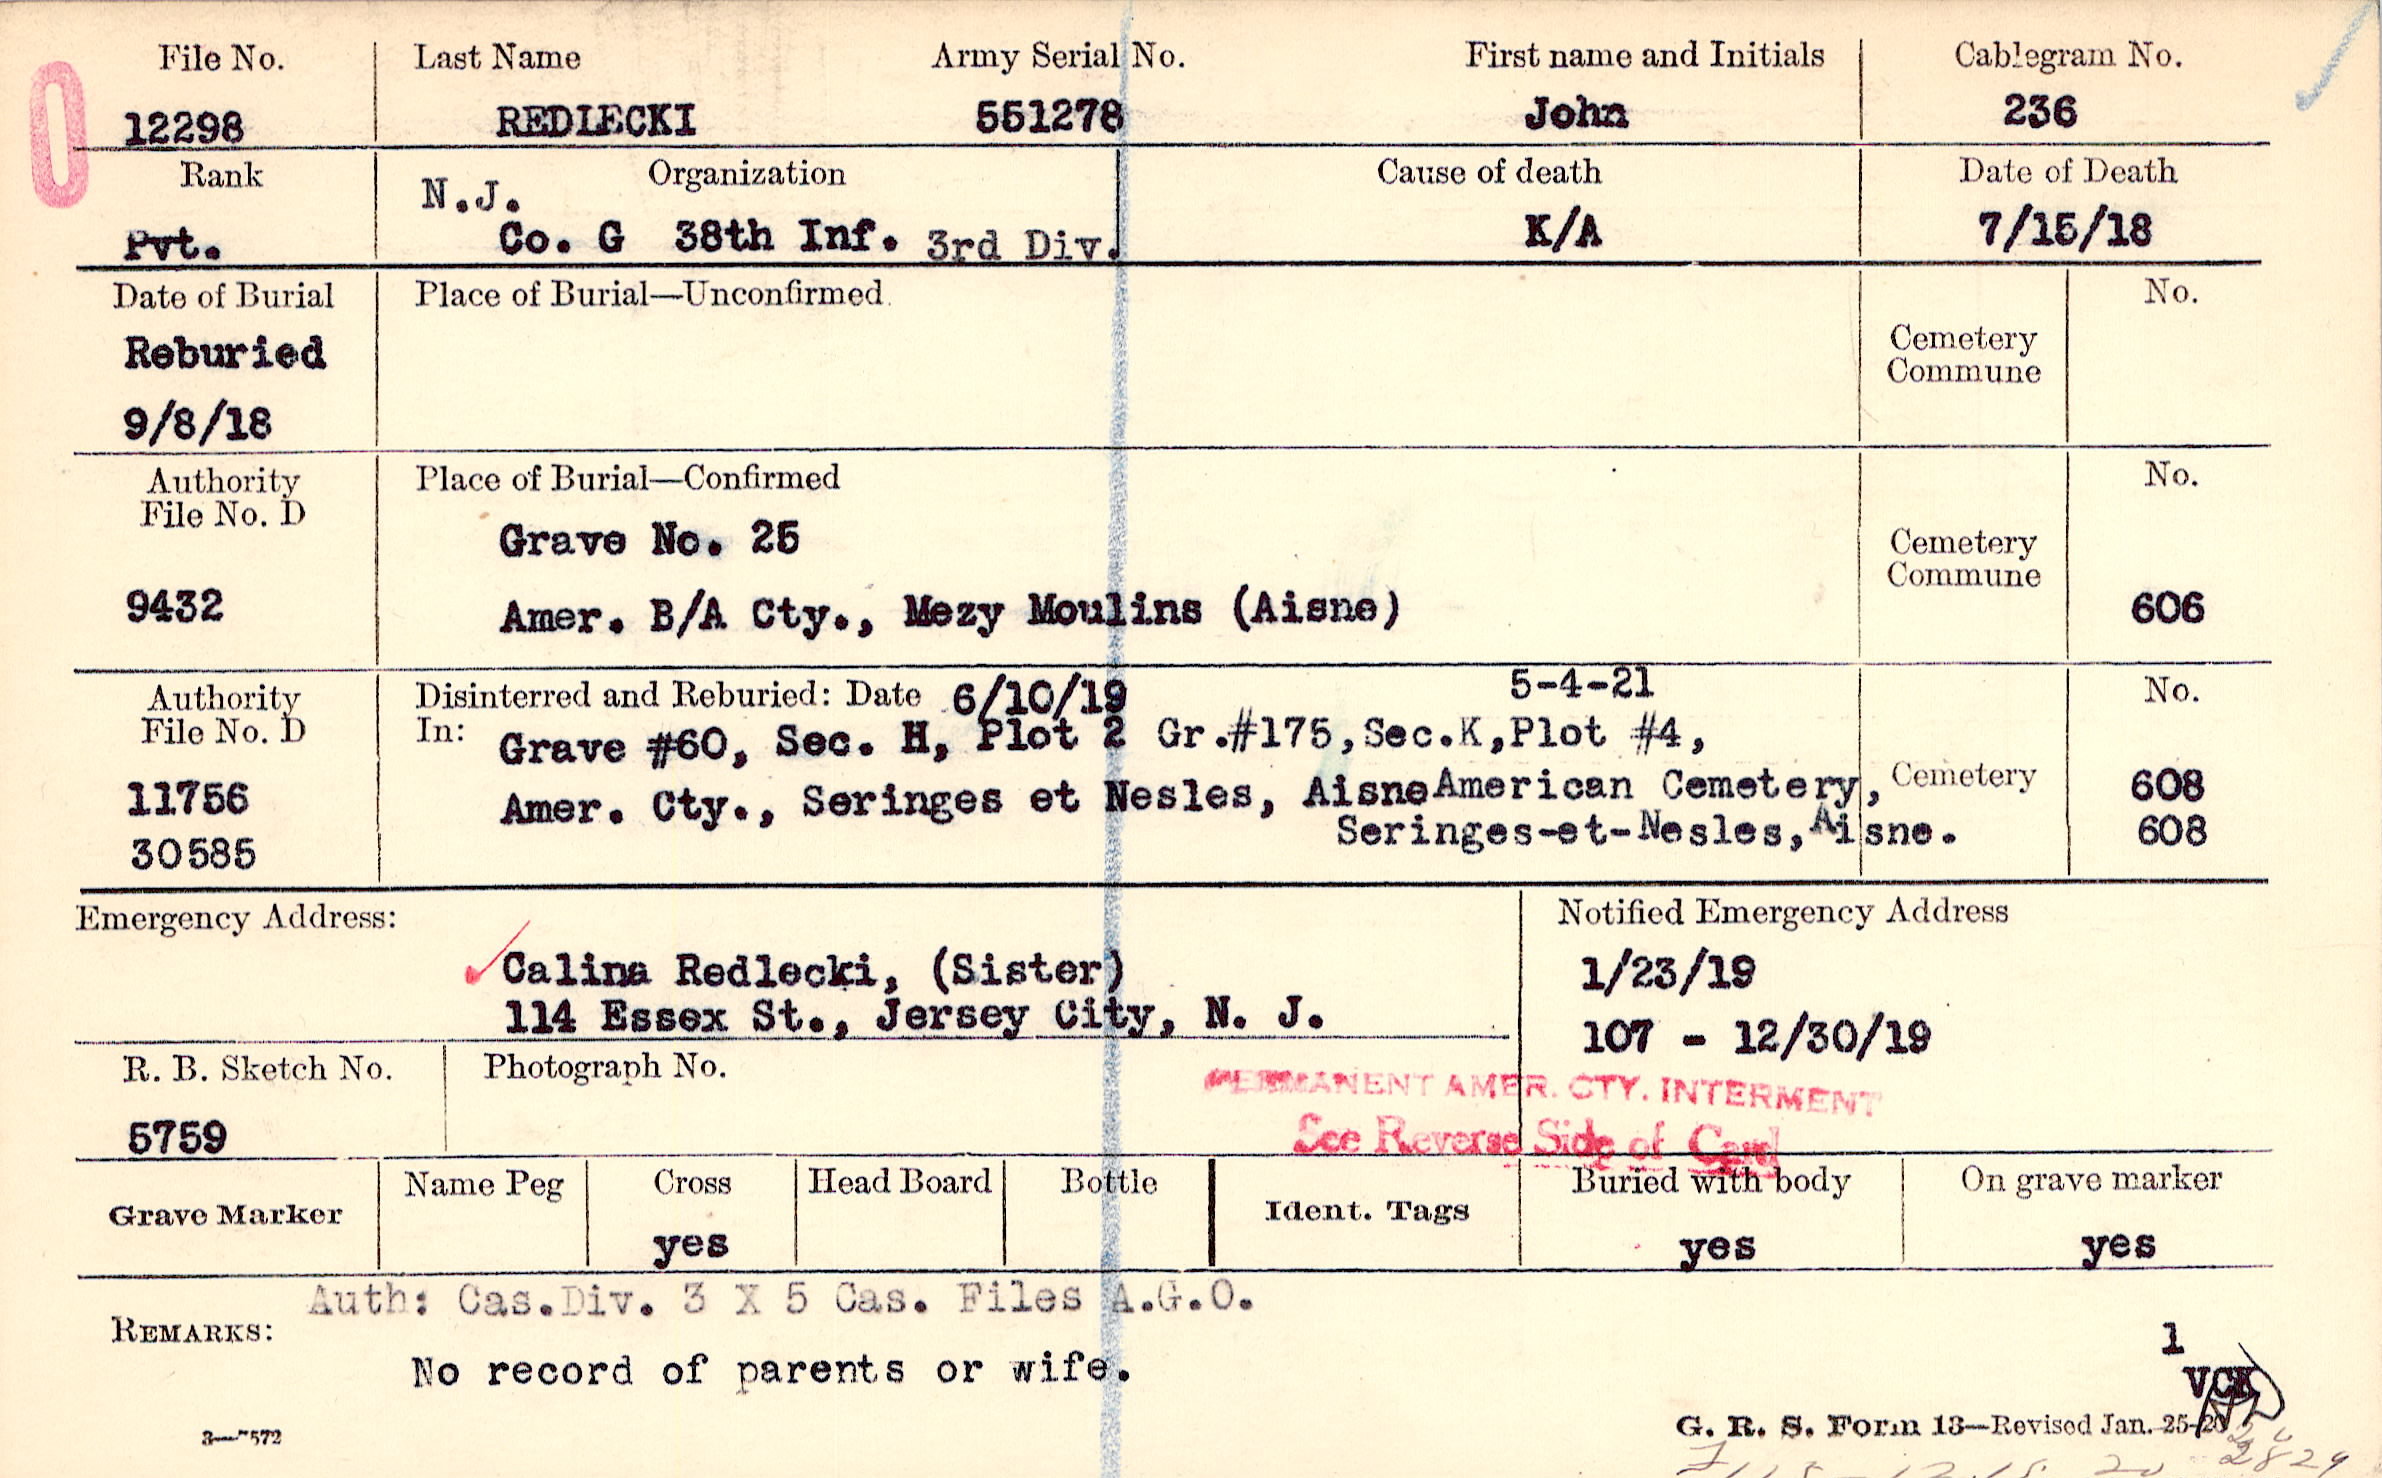 File No. Last Name Army Serial No. First name and Initials Cablegram No.
12298 REDLECKI 551278 John 236
Rank Organization Cause of death Date of Death
N.J.
Pvt. Co. G 38th Inf. 3rd Div. K/A 7/15/18
Date of Burial Place of Burial—Unconfirmed No.
Reburied
Cemetery
Commune
9/8/18
Authority Place of Burial—Confirmed No.
File No. D
Grave No. 25
Cemetery
Commune
9432 Amer. B/A Cty., Mezy Moulins (Aisne) 606
Authority Disinterred and Reburied: Date 6/10/19 5-4-21 No.
File No. D In: Grave #60, Sec. H, Plot 2 Gr.#175,Sec.K,Plot #4,
11756 Amer. Cty., Seringes et Nesles, Aisne American Cemetery, Cemetery 608
30585 Seringes-et-Nesles,Aisne. 608
Emergency Address: Notified Emergency Address
Calina Redlecki, (Sister) 1/23/19
114 Essex St., Jersey City, N. J.
107 - 12/30/19
R. B. Sketch No. Photograph No.
PERMANENT AMER. CTY. INTERMENT
5759 See Reverse Side of Card
Grave Marker Name Peg Cross Head Board Bottle Ident. Tags Buried with body On grave marker
yes yes yes
Auth: Cas.Div. 3 X 5 Cas. Files A.G.O.
REMARKS:
No record of parents or wife.
1
VCK
3—7572 G. R. S. Form 13—Revised Jan. 25-20